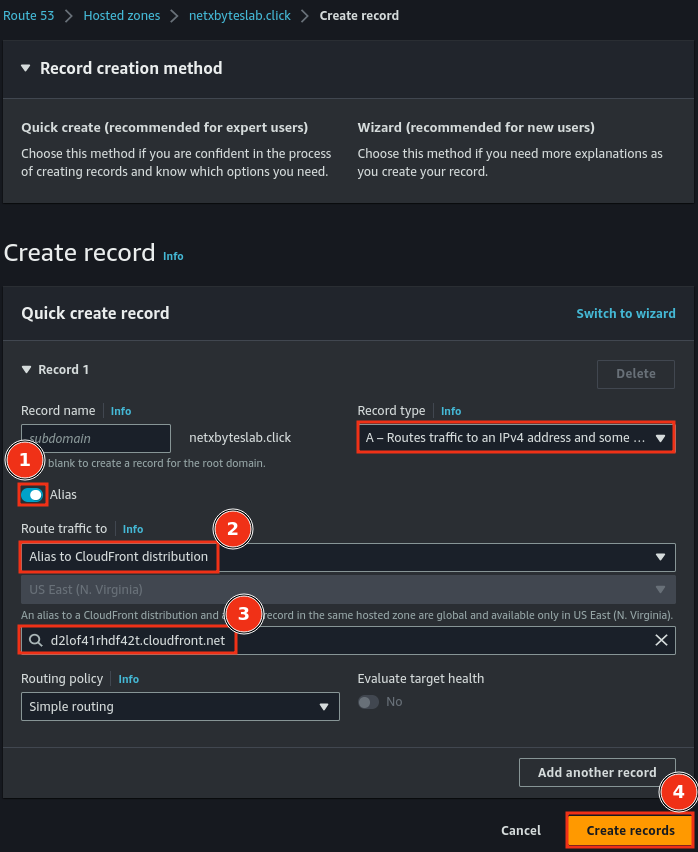 Route 53 > Hosted zones > netxbyteslab.click > Create record
Record creation method
Quick create (recommended for expert users)
Choose this method if you are confident in the process
of creating records and know which options you need.
Wizard (recommended for new users)
Choose this method if you need more explanations as
you create your record.
Create record Info
Quick create record
Switch to wizard
Record 1
Delete
Record name Info
subdomain
netxbyteslab.click
blank to create a record for the root domain.
Record type Info
A – Routes traffic to an IPv4 address and some ...
1
Alias
Route traffic to Info
2
Alias to CloudFront distribution
US East (N. Virginia)
An alias to a CloudFront distribution and a record in the same hosted zone are global and available only in US East (N. Virginia).
3
d2lof41rhdf42t.cloudfront.net
Routing policy Info
Simple routing
Evaluate target health
No
Add another record
4
Cancel
Create records